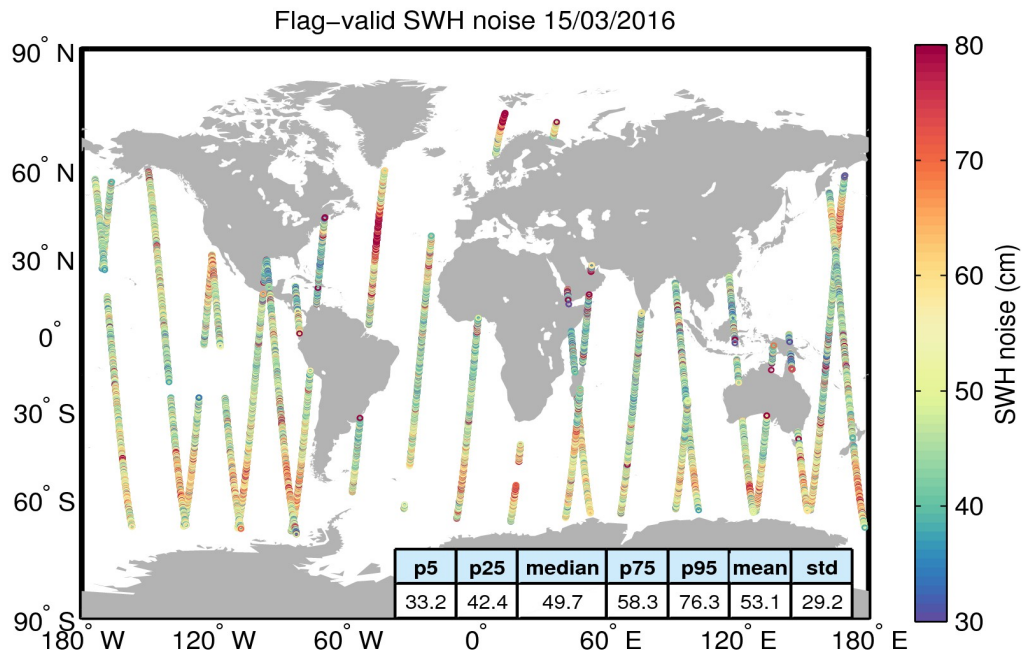 Flag−valid SWH noise 15/03/2016
90° N
60° N
30° N
0°
30° S
60° S
90° S
180° W
120° W
60° W
0°
60° E
120° E
180° E
p5 p25 median p75 p95 mean std
33.2 42.4 49.7 58.3 76.3 53.1 29.2
80
70
60
50
40
30
SWH noise (cm)